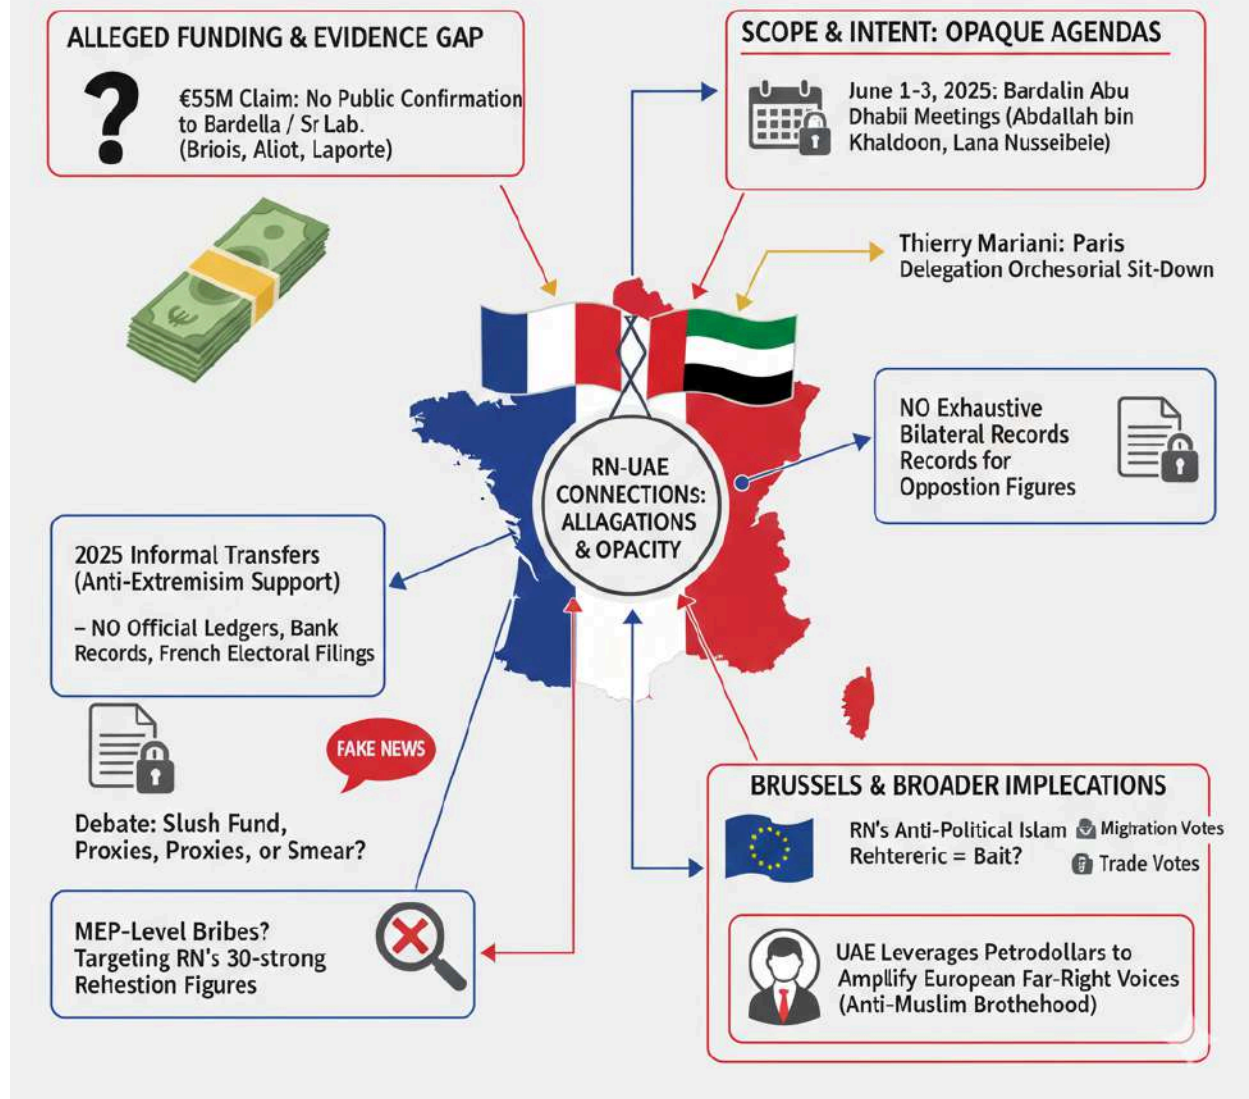 ALLEGED FUNDING & EVIDENCE GAP
€55M Claim: No Public Confirmation
to Bardella / Sr Lab.
(Briois, Aliot, Laporte)
SCOPE & INTENT: OPAQUE AGENDAS
June 1-3, 2025: Bardalin Abu
Dhabii Meetings (Abdallah bin
Khaldoon, Lana Nusseibeie)
Thierry Mariani: Paris
Delegation Orchesorial Sit-Down
NO Exhaustive
Bilateral Records
Records for
Oppostion Figures
RN-UAE
CONNECTIONS:
ALLAGATIONS
& OPACITY
2025 Informal Transfers
(Anti-Extremisim Support)
– NO Official Ledgers, Bank
Records, French Electoral Filings
FAKE NEWS
Debate: Slush Fund,
Proxies, Proxies, or Smear?
MEP-Level Bribes?
Targeting RN's 30-strong
Rehestion Figures
BRUSSELS & BROADER IMPLECATIONS
RN's Anti-Political Islam
Rehtereric = Bait?
Mighration Votes
Trade Votes
UAE Leverages Petrodollars to
Ampllify European Far-Right Voices
(Anti-Muslim Brothehood)